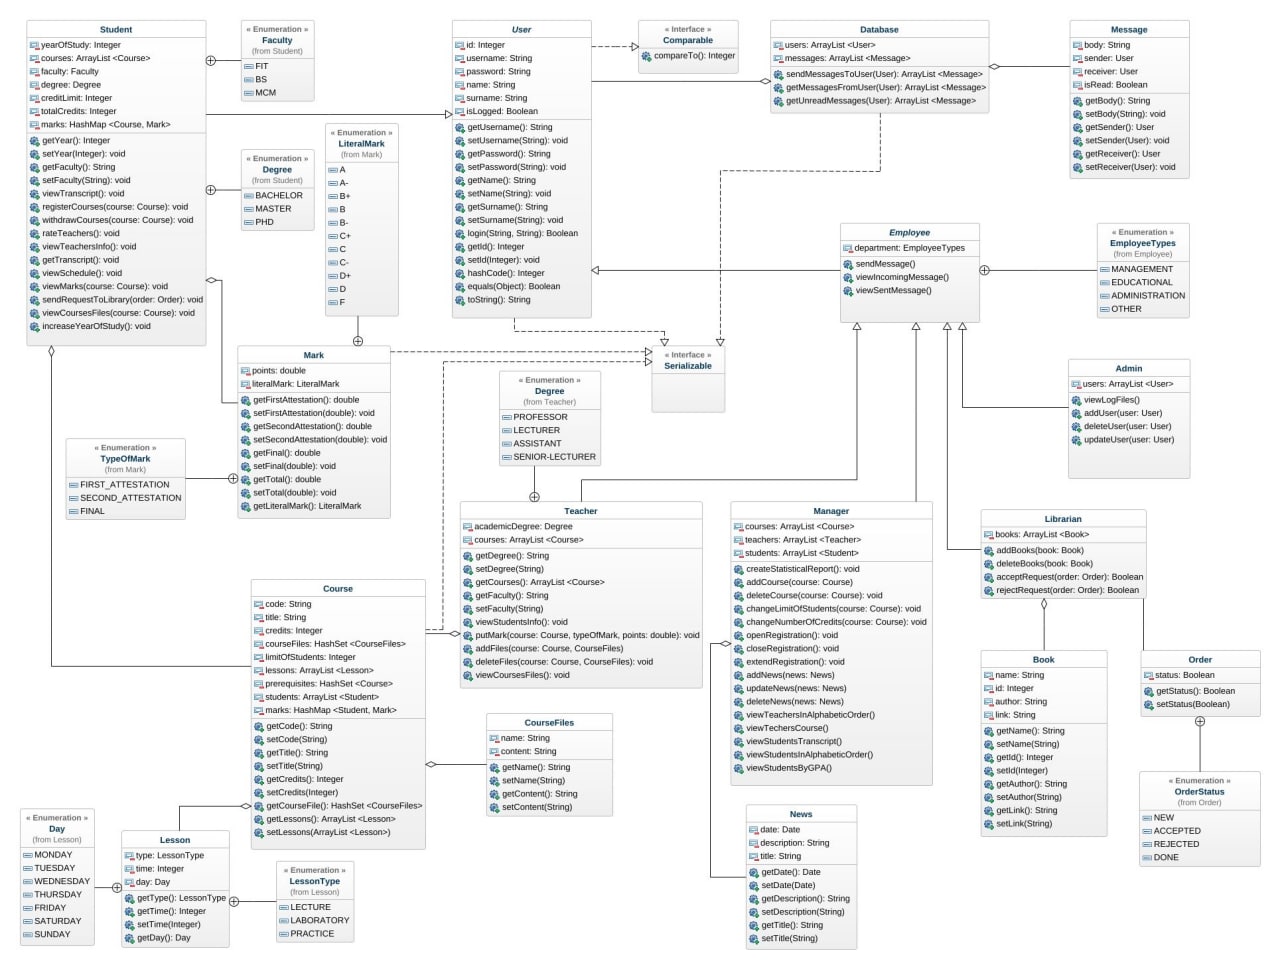 Student
yearOfStudy: Integer
courses: ArrayList <Course>
faculty: Faculty
degree: Degree
creditLimit: Integer
totalCredits: Integer
marks: HashMap <Course, Mark>
getYear(): Integer
setYear(Integer): void
getFaculty(): String
setFaculty(String): void
viewTranscript(): void
registerCourses(course: Course): void
withdrawCourses(course: Course): void
rateTeachers(): void
viewTeachersInfo(): void
getTranscript(): void
viewSchedule(): void
viewMarks(course: Course): void
sendRequestToLibrary(order: Order): void
viewCoursesFiles(course: Course): void
increaseYearOfStudy(): void
« Enumeration »
Faculty
(from Student)
FIT
BS
MCM
« Enumeration »
Degree
(from Student)
BACHELOR
MASTER
PHD
« Enumeration »
LiteralMark
(from Mark)
A
A-
B+
B
B-
C+
C
C-
D+
D
F
User
id: Integer
username: String
password: String
name: String
surname: String
isLogged: Boolean
getUsername(): String
setUsername(String): void
getPassword(): String
setPassword(String): void
getName(): String
setName(String): void
getSurname(): String
setSurname(String): void
login(String, String): Boolean
getId(): Integer
setId(Integer): void
hashCode(): Integer
equals(Object): Boolean
toString(): String
« Interface »
Comparable
compareTo(): Integer
Database
users: ArrayList <User>
messages: ArrayList <Message>
sendMessagesToUser(User): ArrayList <Message>
getMessagesFromUser(User): ArrayList <Message>
getUnreadMessages(User): ArrayList <Message>
Message
body: String
sender: User
receiver: User
isRead: Boolean
getBody(): String
setBody(String): void
getSender(): User
setSender(User): void
getReceiver(): User
setReceiver(User): void
Employee
department: EmployeeTypes
sendMessage()
viewIncomingMessage()
viewSentMessage()
« Enumeration »
EmployeeTypes
(from Employee)
MANAGEMENT
EDUCATIONAL
ADMINISTRATION
OTHER
Mark
points: double
literalMark: LiteralMark
getFirstAttestation(): double
setFirstAttestation(double): void
getSecondAttestation(): double
setSecondAttestation(double): void
getFinal(): double
setFinal(double): void
getTotal(): double
setTotal(double): void
getLiteralMark(): LiteralMark
« Interface »
Serializable
« Enumeration »
Degree
(from Teacher)
PROFESSOR
LECTURER
ASSISTANT
SENIOR-LECTURER
Admin
users: ArrayList <User>
viewLogFiles()
addUser(user: User)
deleteUser(user: User)
updateUser(user: User)
« Enumeration »
TypeOfMark
(from Mark)
FIRST_ATTESTATION
SECOND_ATTESTATION
FINAL
Teacher
academicDegree: Degree
courses: ArrayList <Course>
getDegree(): String
setDegree(String)
getCourses(): ArrayList <Course>
getFaculty(): String
setFaculty(String)
viewStudentsInfo(): void
putMark(course: Course, typeOfMark, points: double): void
addFiles(course: Course, CourseFiles)
deleteFiles(course: Course, CourseFiles): void
viewCoursesFiles(): void
Manager
courses: ArrayList <Course>
teachers: ArrayList <Teacher>
students: ArrayList <Student>
createStatisticalReport(): void
addCourse(course: Course)
deleteCourse(course: Course): void
changeLimitOfStudents(course: Course): void
changeNumberOfCredits(course: Course): void
openRegistration(): void
closeRegistration(): void
extendRegistration(): void
addNews(news: News)
updateNews(news: News)
deleteNews(news: News)
viewTeachersInAlphabeticOrder()
viewTechersCourse()
viewStudentsTranscript()
viewStudentsInAlphabeticOrder()
viewStudentsByGPA()
Librarian
books: ArrayList <Book>
addBooks(book: Book)
deleteBooks(book: Book)
acceptRequest(order: Order): Boolean
rejectRequest(order: Order): Boolean
Course
code: String
title: String
credits: Integer
courseFiles: HashSet <CourseFiles>
limitOfStudents: Integer
lessons: ArrayList <Lesson>
prerequisites: HashSet <Course>
students: ArrayList <Student>
marks: HashMap <Student, Mark>
getCode(): String
setCode(String)
getTitle(): String
setTitle(String)
getCredits(): Integer
setCredits(Integer)
getCourseFile(): HashSet <CourseFiles>
getLessons(): ArrayList <Lesson>
setLessons(ArrayList <Lesson>)
CourseFiles
name: String
content: String
getName(): String
setName(String)
getContent(): String
setContent(String)
Book
name: String
id: Integer
author: String
link: String
getName(): String
setName(String)
getId(): Integer
setId(Integer)
getAuthor(): String
setAuthor(String)
getLink(): String
setLink(String)
Order
status: Boolean
getStatus(): Boolean
setStatus(Boolean)
« Enumeration »
OrderStatus
(from Order)
NEW
ACCEPTED
REJECTED
DONE
« Enumeration »
Day
(from Lesson)
MONDAY
TUESDAY
WEDNESDAY
THURSDAY
FRIDAY
SATURDAY
SUNDAY
Lesson
type: LessonType
time: Integer
day: Day
getType(): LessonType
getTime(): Integer
setTime(Integer)
getDay(): Day
« Enumeration »
LessonType
(from Lesson)
LECTURE
LABORATORY
PRACTICE
News
date: Date
description: String
title: String
getDate(): Date
setDate(Date)
getDescription(): String
setDescription(String)
getTitle(): String
setTitle(String)